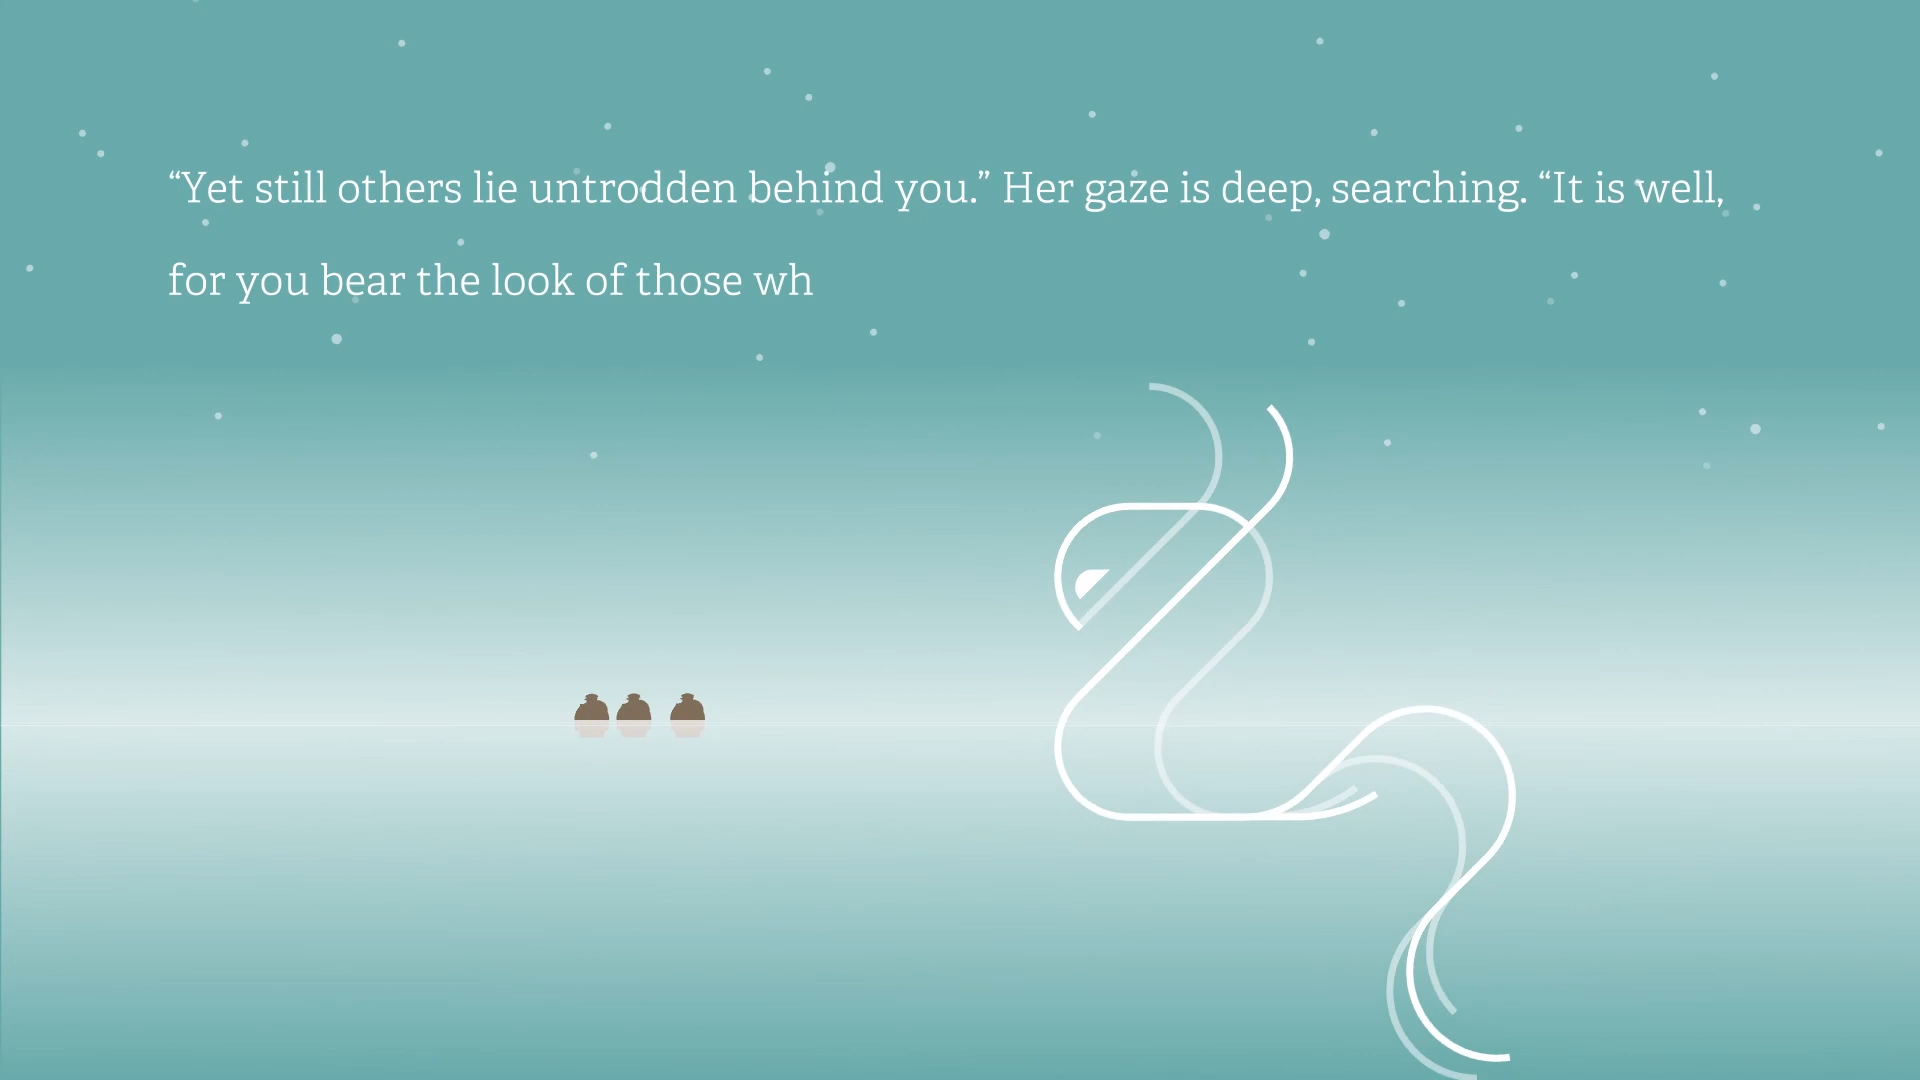 “Yet still others lie untrodden behind you.” Her gaze is deep, searching. “It is well,
for you bear the look of those wh